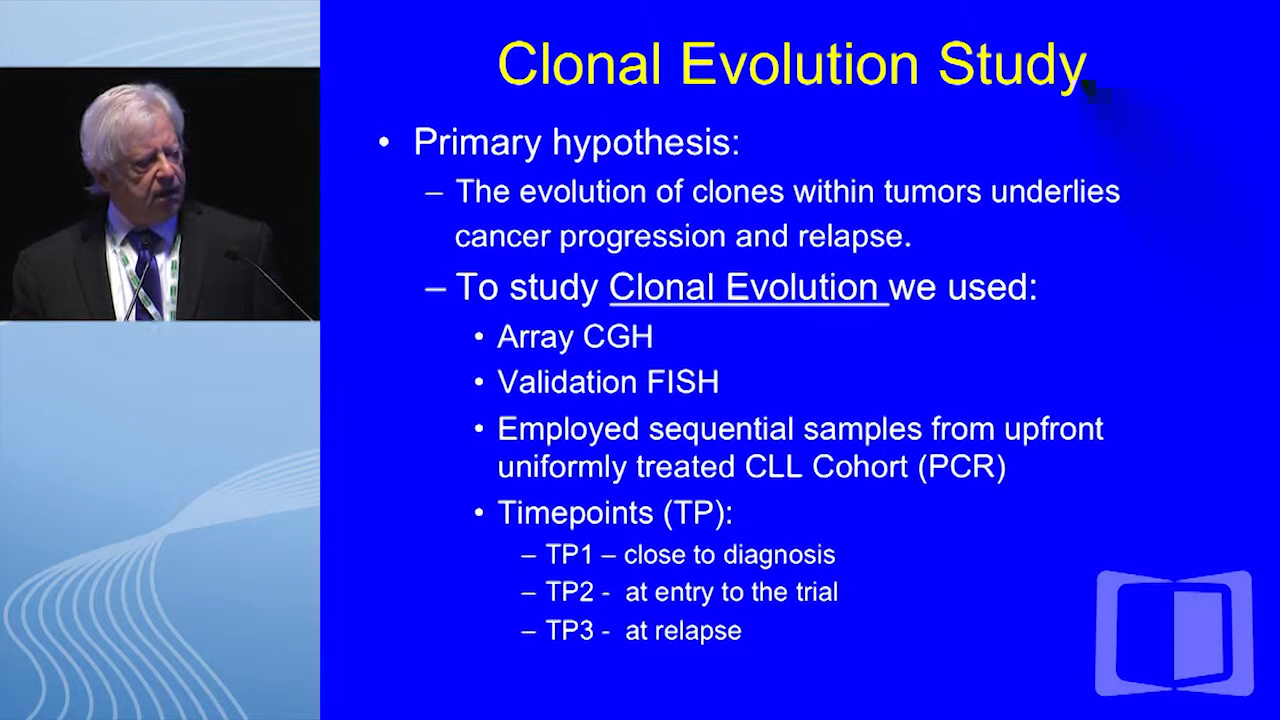 Clonal Evolution Study
• Primary hypothesis:
– The evolution of clones within tumors underlies
cancer progression and relapse.
– To study Clonal Evolution we used:
• Array CGH
• Validation FISH
• Employed sequential samples from upfront
uniformly treated CLL Cohort (PCR)
• Timepoints (TP):
– TP1 – close to diagnosis
– TP2 - at entry to the trial
– TP3 - at relapse